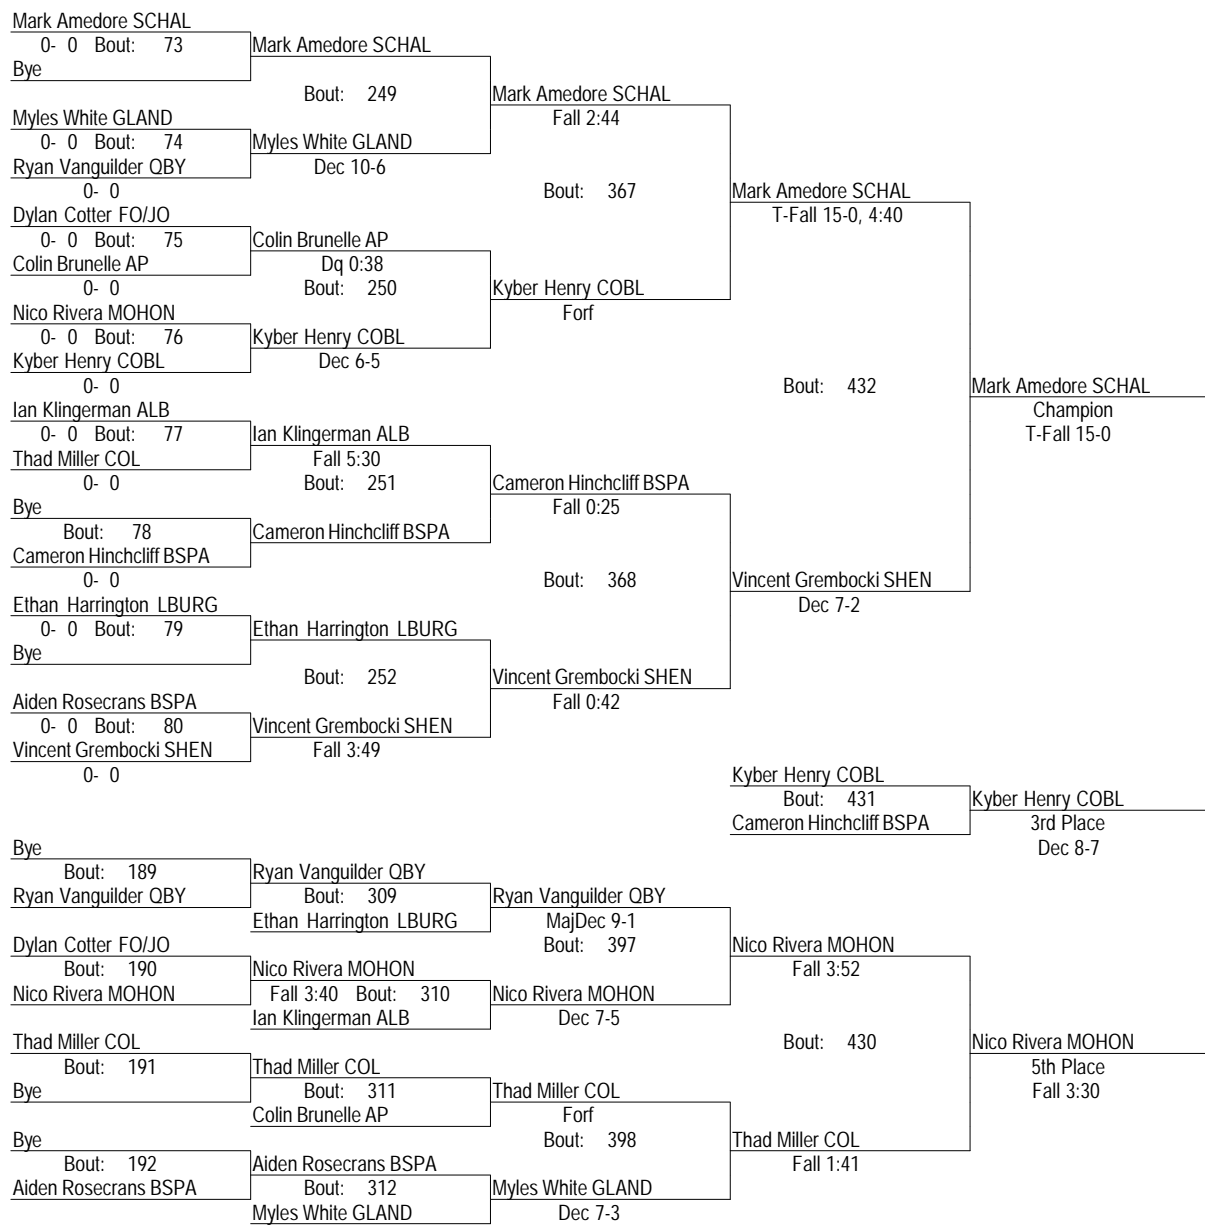 Mark Amedore SCHAL
0- 0 Bout: 73 Mark Amedore SCHAL
Bye
Bout: 249 Mark Amedore SCHAL
Myles White GLAND Fall 2:44
0- 0 Bout: 74 Myles White GLAND
Ryan Vanguilder QBY Dec 10-6
0- 0 Bout: 367 Mark Amedore SCHAL
Dylan Cotter FO/JO T-Fall 15-0, 4:40
0- 0 Bout: 75 Colin Brunelle AP
Colin Brunelle AP Dq 0:38
0- 0 Bout: 250 Kyber Henry COBL
Nico Rivera MOHON Forf
0- 0 Bout: 76 Kyber Henry COBL
Kyber Henry COBL Dec 6-5
0- 0 Bout: 432 Mark Amedore SCHAL
Ian Klingerman ALB Champion
0- 0 Bout: 77 Ian Klingerman ALB T-Fall 15-0
Thad Miller COL Fall 5:30
0- 0 Bout: 251 Cameron Hinchcliff BSPA
Bye Fall 0:25
Bout: 78 Cameron Hinchcliff BSPA
Cameron Hinchcliff BSPA
0- 0 Bout: 368 Vincent Grembocki SHEN
Ethan Harrington LBURG Dec 7-2
0- 0 Bout: 79 Ethan Harrington LBURG
Bye
Bout: 252 Vincent Grembocki SHEN
Aiden Rosecrans BSPA Fall 0:42
0- 0 Bout: 80 Vincent Grembocki SHEN
Vincent Grembocki SHEN Fall 3:49
0- 0 Kyber Henry COBL
Bout: 431 Kyber Henry COBL
Cameron Hinchcliff BSPA 3rd Place
Bye Dec 8-7
Bout: 189 Ryan Vanguilder QBY
Ryan Vanguilder QBY Bout: 309 Ryan Vanguilder QBY
Ethan Harrington LBURG MajDec 9-1
Dylan Cotter FO/JO Bout: 397 Nico Rivera MOHON
Bout: 190 Nico Rivera MOHON Fall 3:52
Nico Rivera MOHON Fall 3:40 Bout: 310 Nico Rivera MOHON
Ian Klingerman ALB Dec 7-5
Thad Miller COL Bout: 430 Nico Rivera MOHON
Bout: 191 Thad Miller COL 5th Place
Bye Bout: 311 Thad Miller COL Fall 3:30
Colin Brunelle AP Forf
Bye Bout: 398 Thad Miller COL
Bout: 192 Aiden Rosecrans BSPA Fall 1:41
Aiden Rosecrans BSPA Bout: 312 Myles White GLAND
Myles White GLAND Dec 7-3